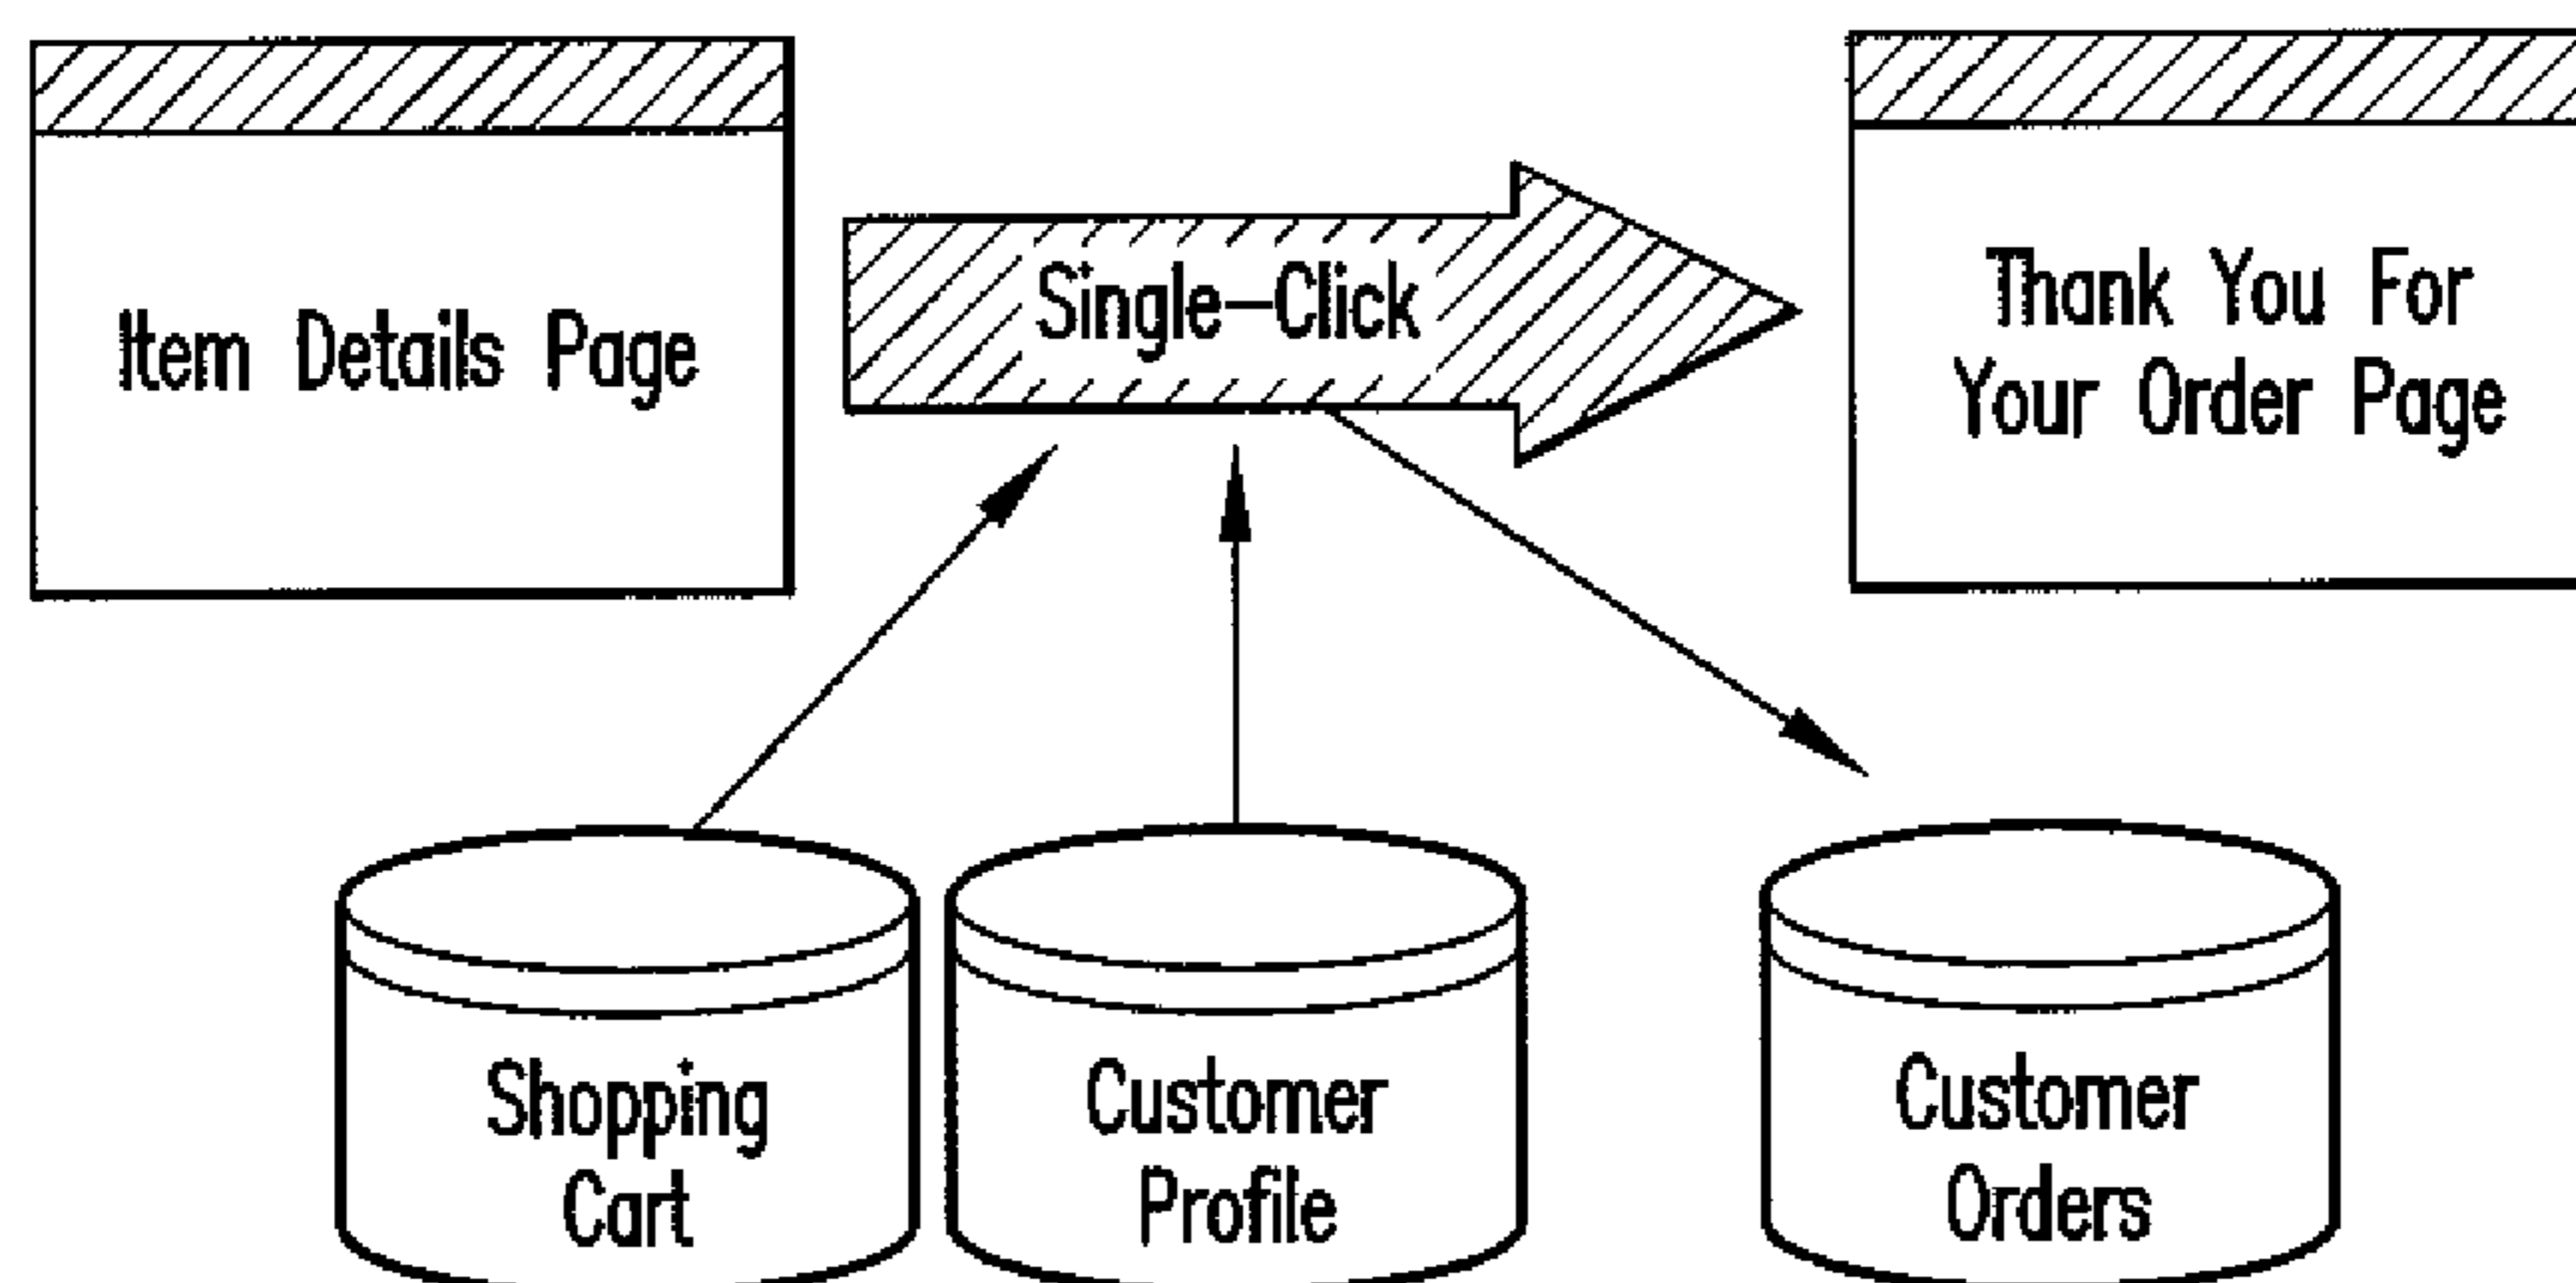 Item Details Page
Single-Click
Thank You For
Your Order Page
Shopping
Cart
Customer
Profile
Customer
Orders